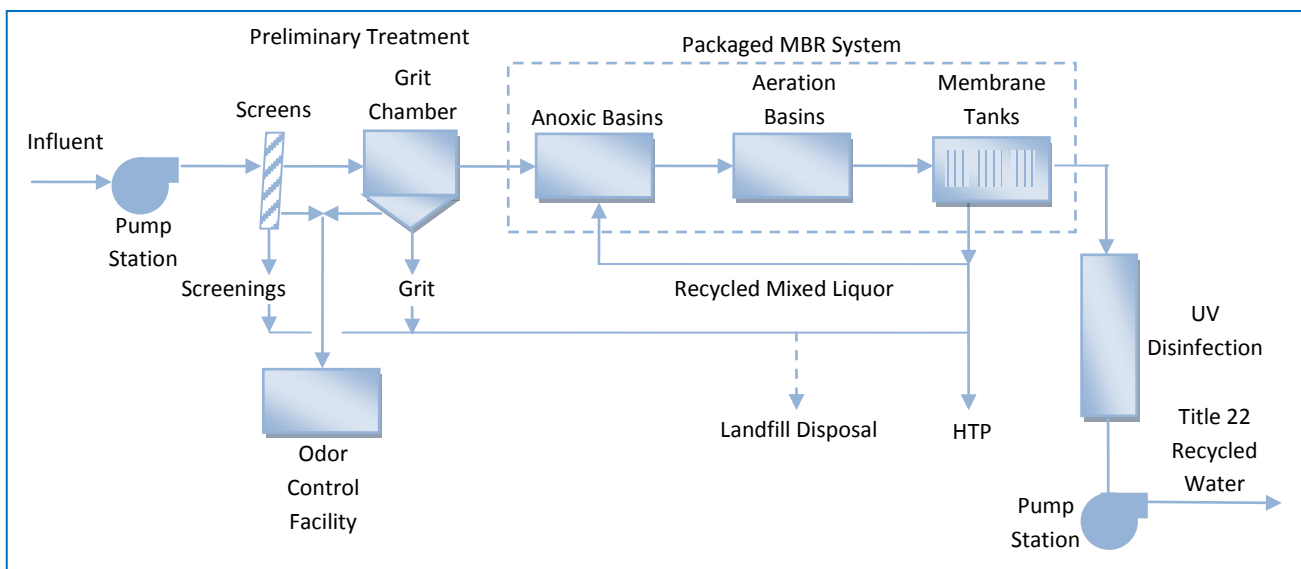 Preliminary Treatment
Packaged MBR System
Grit
Chamber
Screens
Influent
Anoxic Basins
Aeration
Basins
Membrane
Tanks
Pump
Station
Screenings
Grit
Recycled Mixed Liquor
UV
Disinfection
Landfill Disposal
HTP
Odor
Control
Facility
Title 22
Recycled
Water
Pump
Station